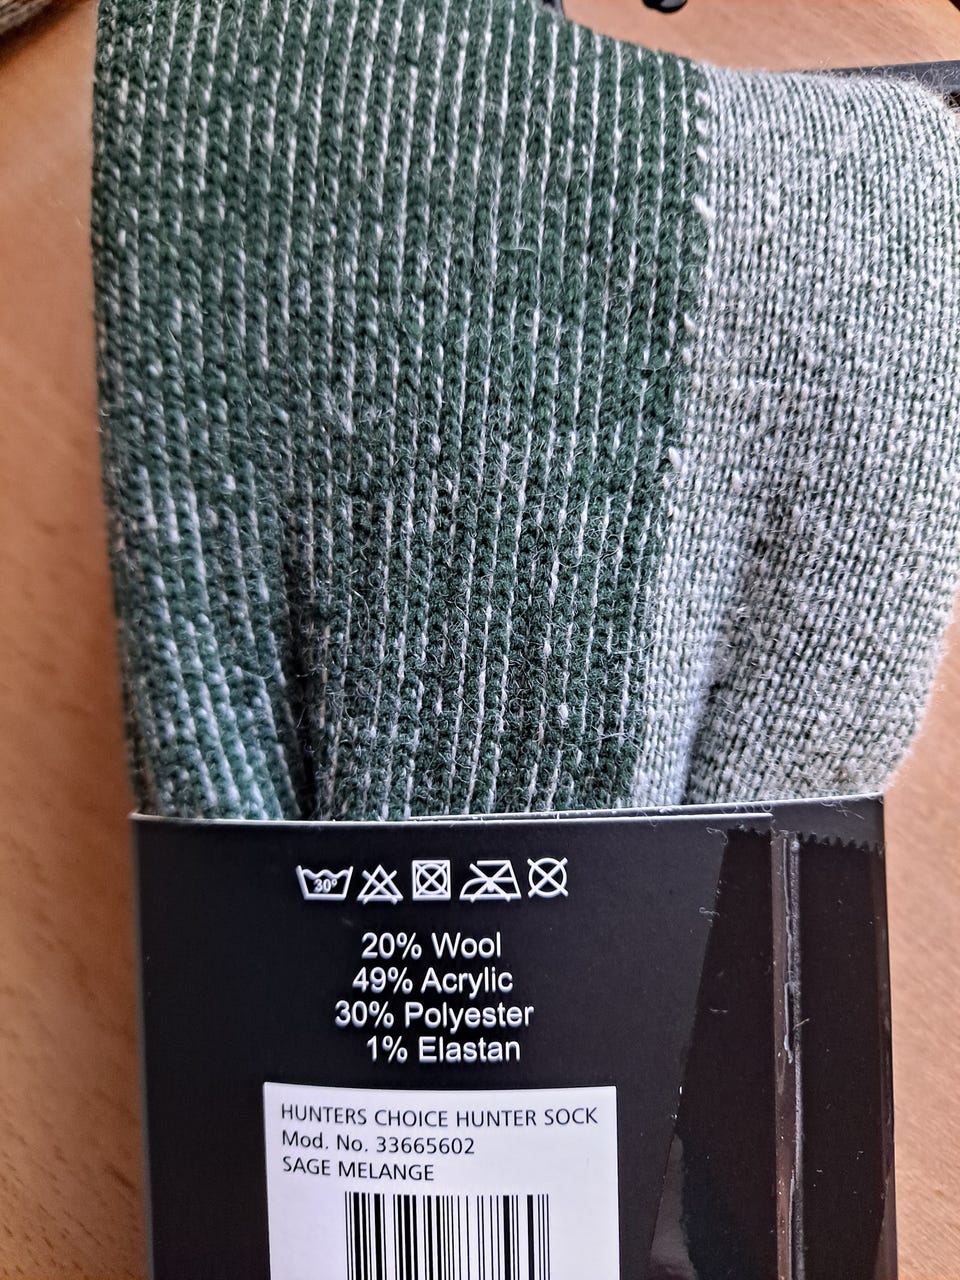 30°
20% Wool
49% Acrylic
30% Polyester
1% Elastan
HUNTERS CHOICE HUNTER SOCK
Mod. No. 33665602
SAGE MELANGE